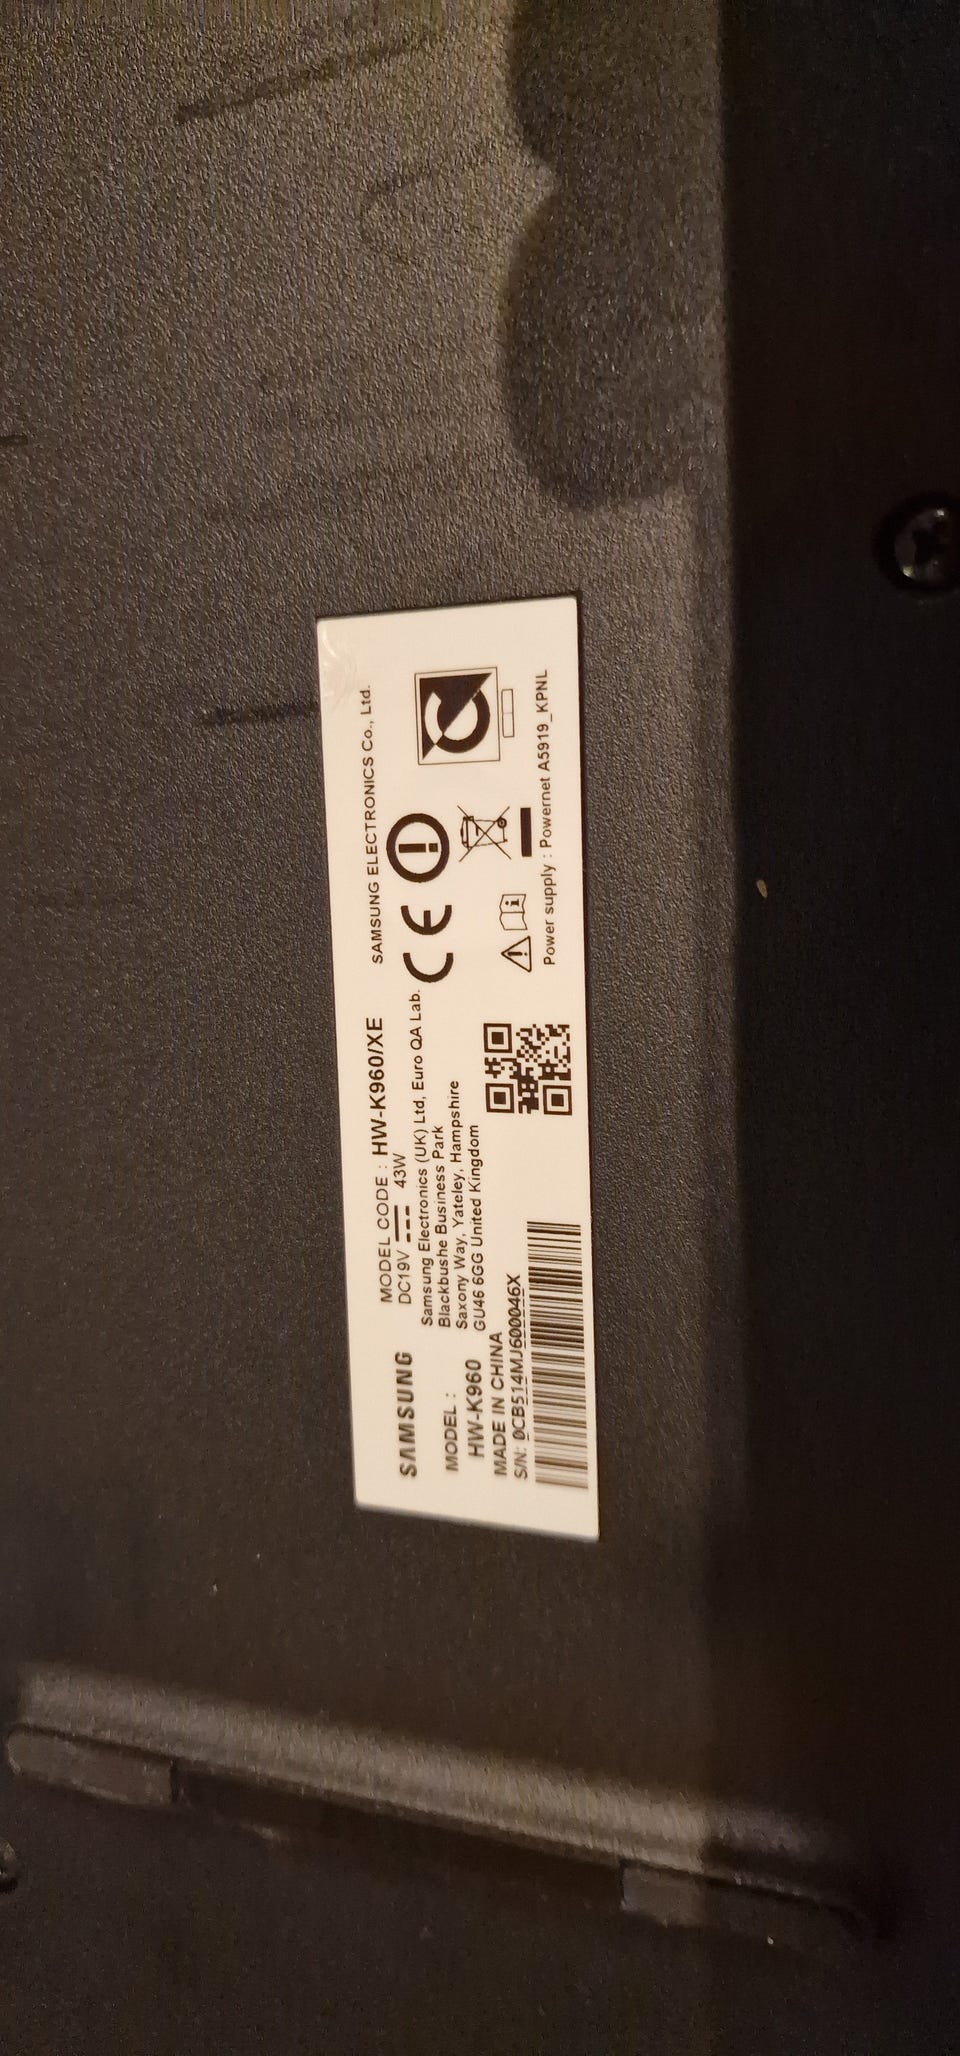 SAMSUNG
MODEL :
HW-K960
MADE IN CHINA
S/N: 0CB514MJ600046X
MODEL CODE : HW-K960/XE
DC19V 43W
Samsung Electronics (UK) Ltd, Euro QA Lab.
Blackbushe Business Park
Saxony Way, Yateley, Hampshire
GU46 6GG United Kingdom
SAMSUNG ELECTRONICS Co., Ltd.
CE
Power supply : Powernet A5919_KPNL